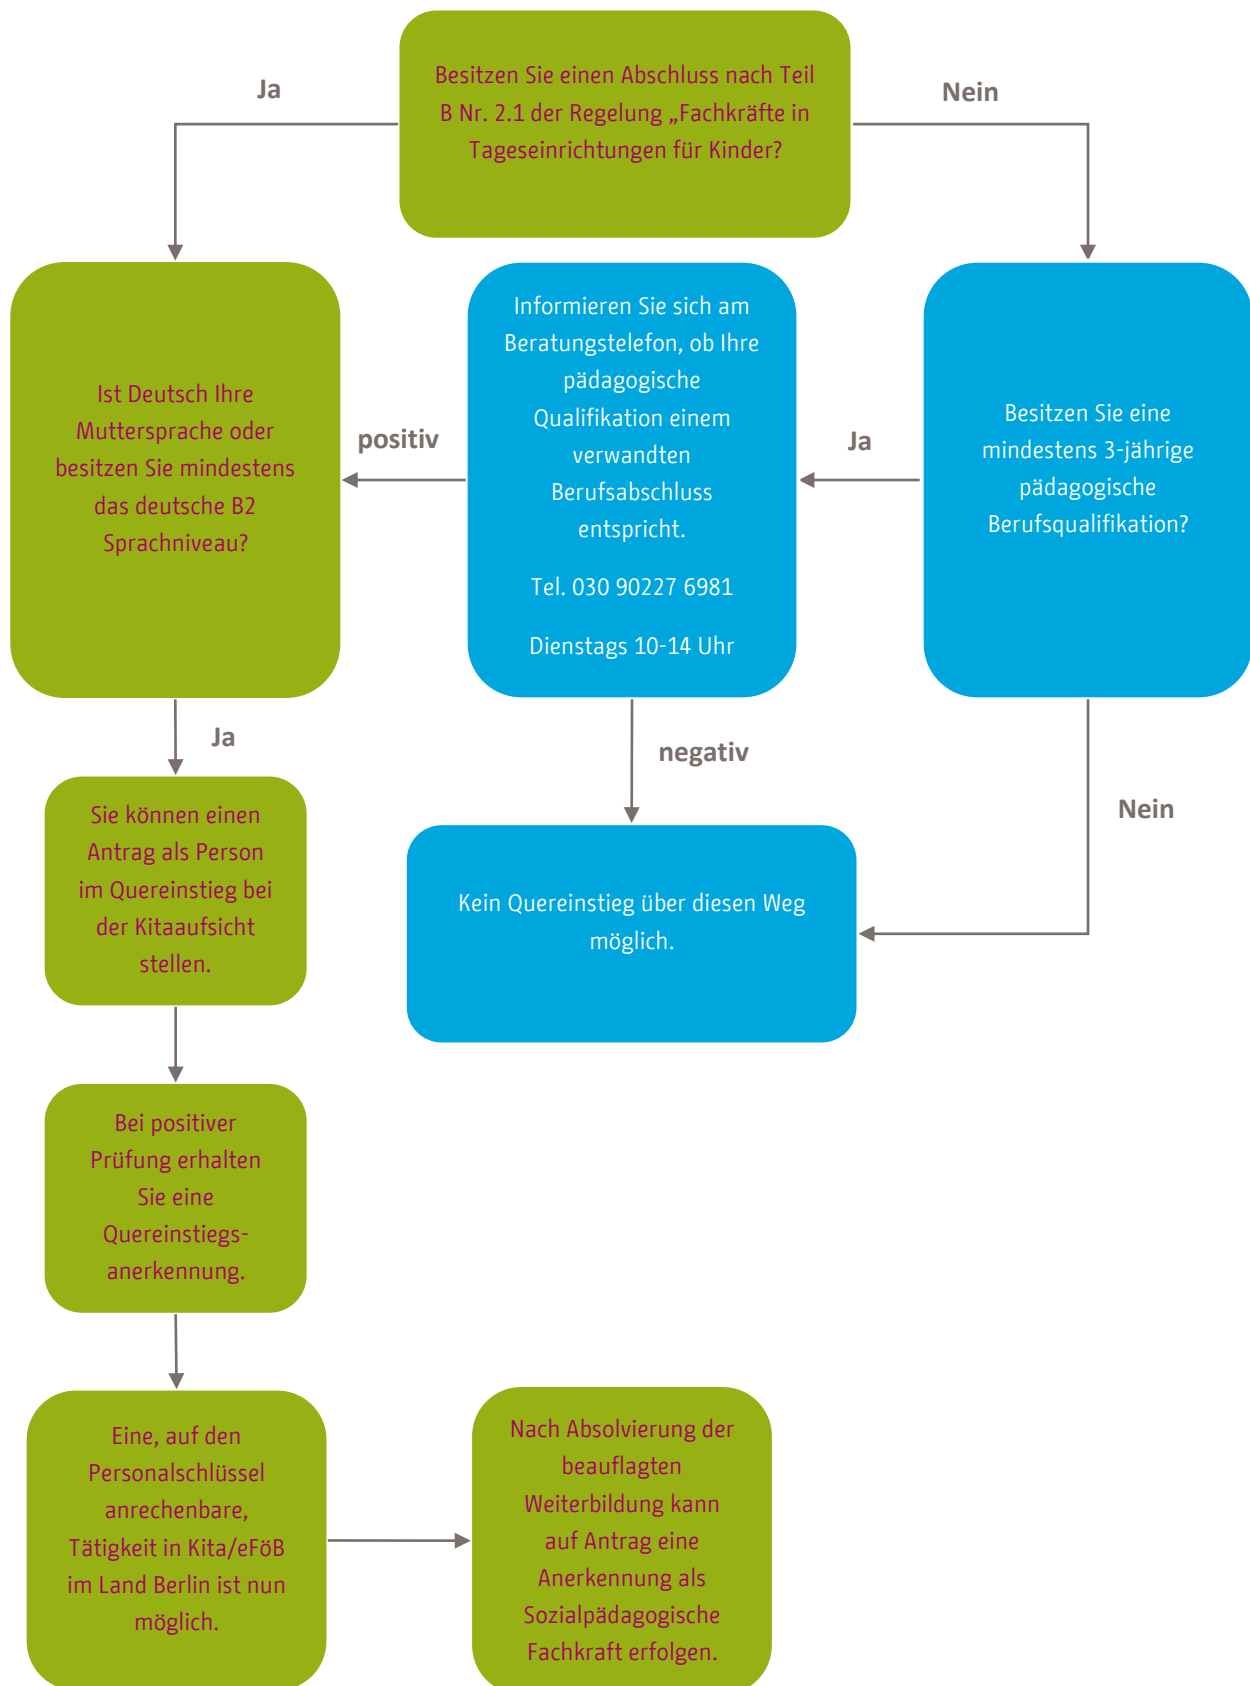 Besitzen Sie einen Abschluss nach Teil
B Nr. 2.1 der Regelung „Fachkräfte in
Tageseinrichtungen für Kinder?
Ja
Nein
Ist Deutsch Ihre
Muttersprache oder
besitzen Sie mindestens
das deutsche B2
Sprachniveau?
positiv
Informieren Sie sich am
Beratungstelefon, ob Ihre
pädagogische
Qualifikation einem
verwandten
Berufsabschluss
entspricht.
Tel. 030 90227 6981
Dienstags 10-14 Uhr
Ja
Besitzen Sie eine
mindestens 3-jährige
pädagogische
Berufsqualifikation?
Ja
negativ
Nein
Sie können einen
Antrag als Person
im Quereinstieg bei
der Kitaaufsicht
stellen.
Kein Quereinstieg über diesen Weg
möglich.
Bei positiver
Prüfung erhalten
Sie eine
Quereinstiegs-
anerkennung.
Eine, auf den
Personalschlüssel
anrechenbare,
Tätigkeit in Kita/eFöB
im Land Berlin ist nun
möglich.
Nach Absolvierung der
beauflagten
Weiterbildung kann
auf Antrag eine
Anerkennung als
Sozialpädagogische
Fachkraft erfolgen.